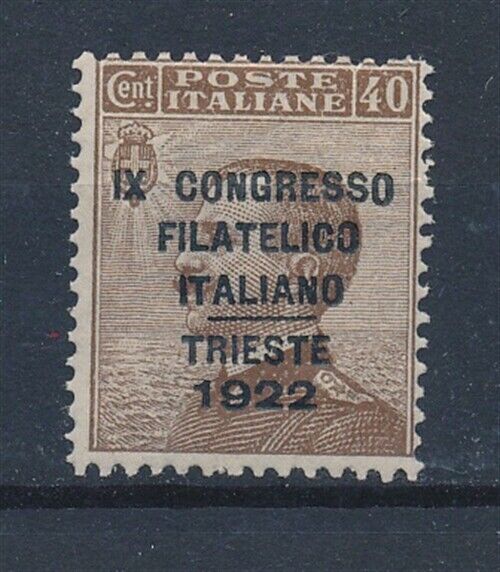 POSTE
Cent. ITALIANE 40
IX CONGRESSO
FILATELICO
ITALIANO
TRIESTE
1922